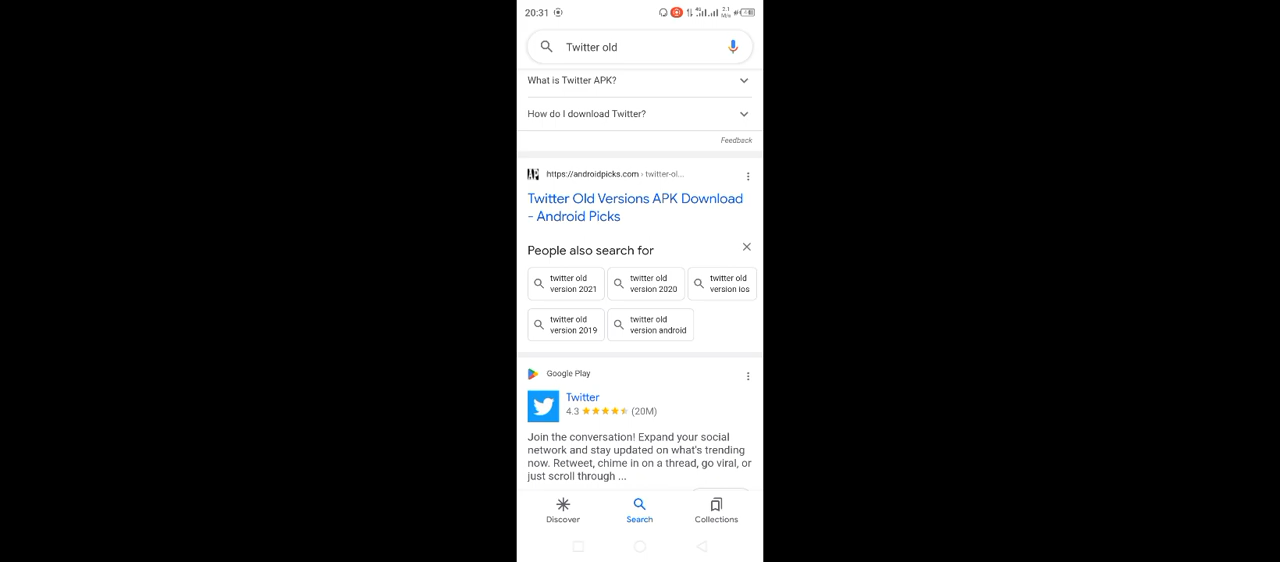 20:31
4G
2.1
M/s
Twitter old
What is Twitter APK?
How do I download Twitter?
Feedback
https://androidpicks.com › twitter-ol...
Twitter Old Versions APK Download
- Android Picks
People also search for
twitter old
version 2021
twitter old
version 2020
twitter old
version ios
twitter old
version 2019
twitter old
version android
Google Play
Twitter
4.3 ★★★★★ (20M)
Join the conversation! Expand your social
network and stay updated on what's trending
now. Retweet, chime in on a thread, go viral, or
just scroll through ...
Discover
Search
Collections